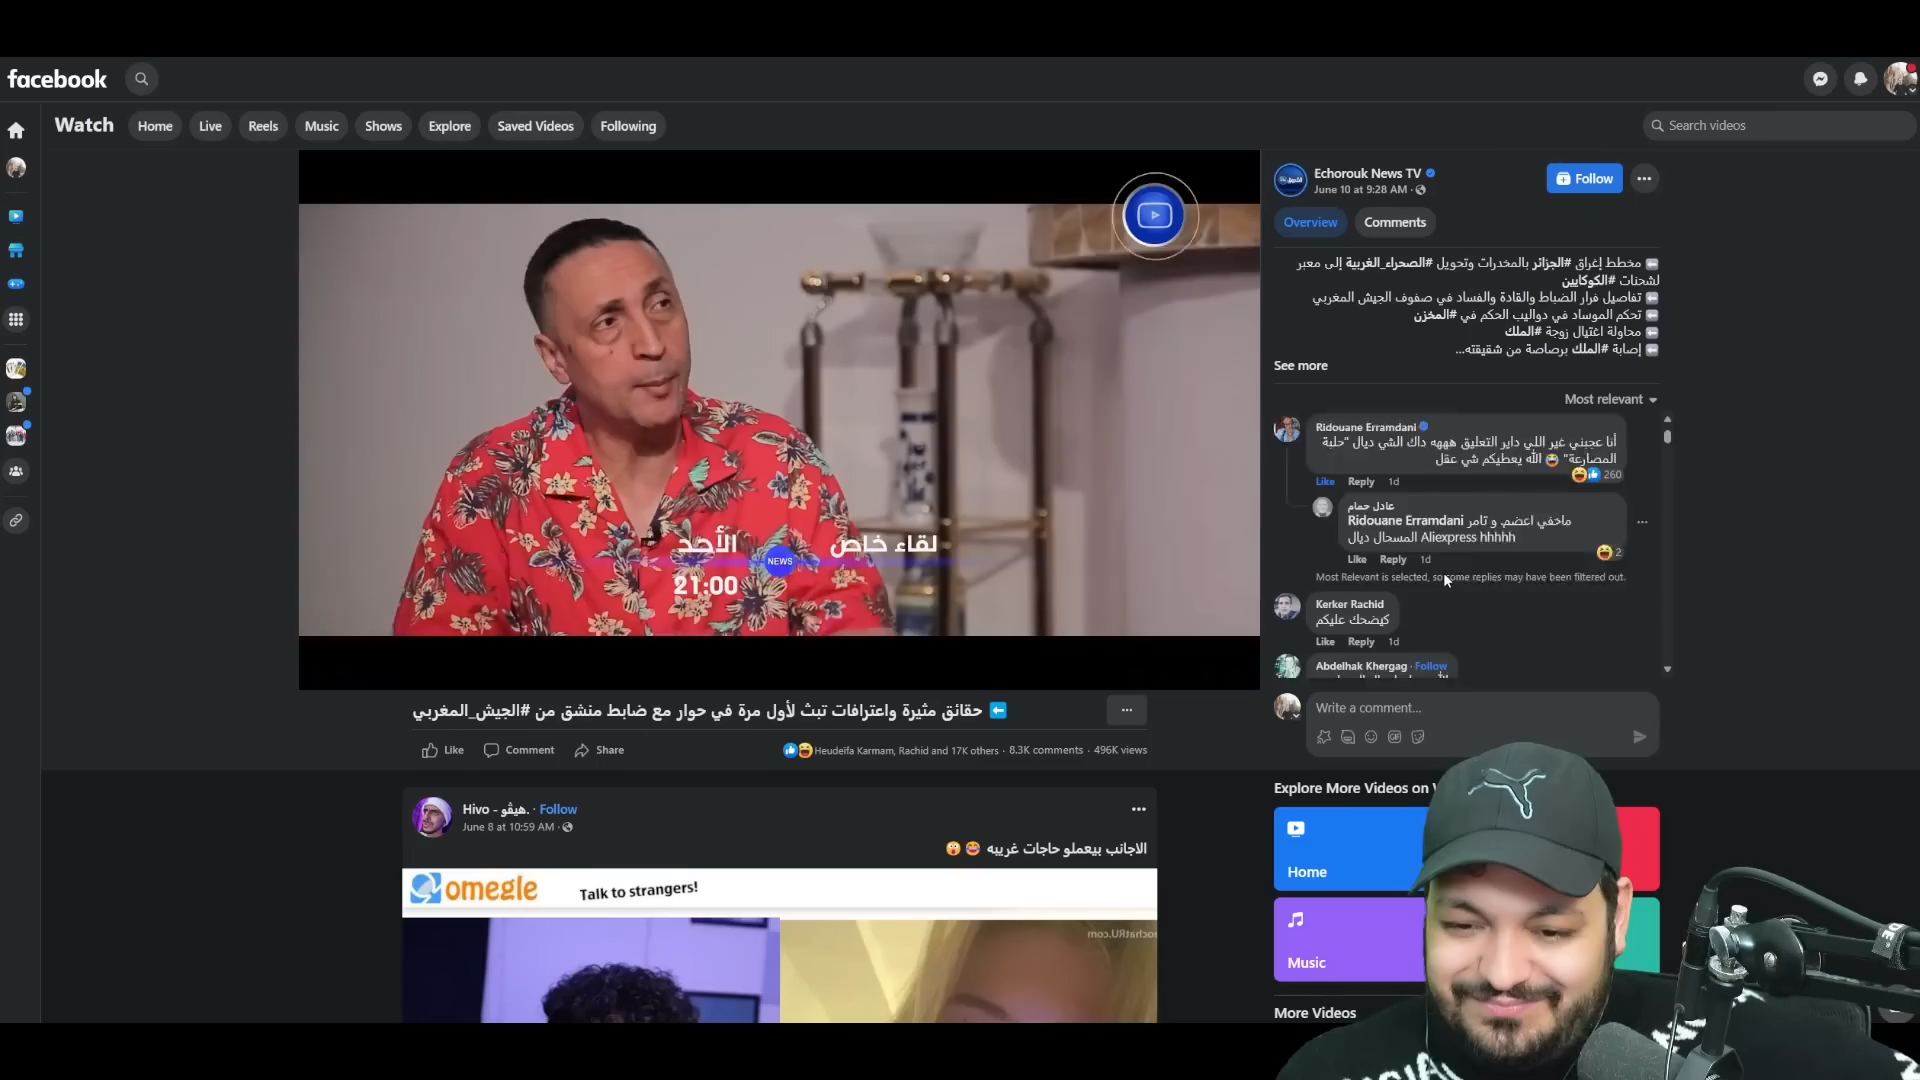 facebook
Watch
Home
Live
Reels
Music
Shows
Explore
Saved Videos
Following
Search videos
الأحد
21:00
NEWS
لقاء خاص
Echorouk News TV
June 10 at 9:28 AM ·
Follow
Overview
Comments
مخطط إغراق #الجزائر بالمخدرات وتحويل #الصحراء_الغربية إلى معبر
لشحنات #الكوكايين
تفاصيل فرار الضباط والقادة والفساد في صفوف الجيش المغربي
تحكم الموساد في دواليب الحكم في #المخزن
محاولة اغتيال زوجة #الملك
إصابة #الملك برصاصة من شقيقته...
See more
Most relevant
Ridouane Erramdani
أنا عجبني غير اللي داير التعليق هههه داك الشي ديال "حلبة
المصارعة" 😂 الله يعطيكم شي عقل
260
Like Reply 1d
عادل حمام
Ridouane Erramdani ماخفي اعضم. و تامر
المسحال ديال Aliexpress hhhhh
2
Like Reply 1d
Most Relevant is selected, so some replies may have been filtered out.
Kerker Rachid
كيضحك عليكم
Like Reply 1d
Abdelhak Khergag · Follow
Write a comment...
GIF
⬅️ حقائق مثيرة واعترافات تبث لأول مرة في حوار مع ضابط منشق من #الجيش_المغربي
Like
Comment
Share
Heudeifa Karmam, Rachid and 17K others · 8.3K comments · 496K views
Hivo - هيڤو. · Follow
June 8 at 10:59 AM ·
الاجانب بيعملو حاجات غريبه 😂 😲
omegle
Talk to strangers!
Explore More Videos on
Home
Music
More Videos